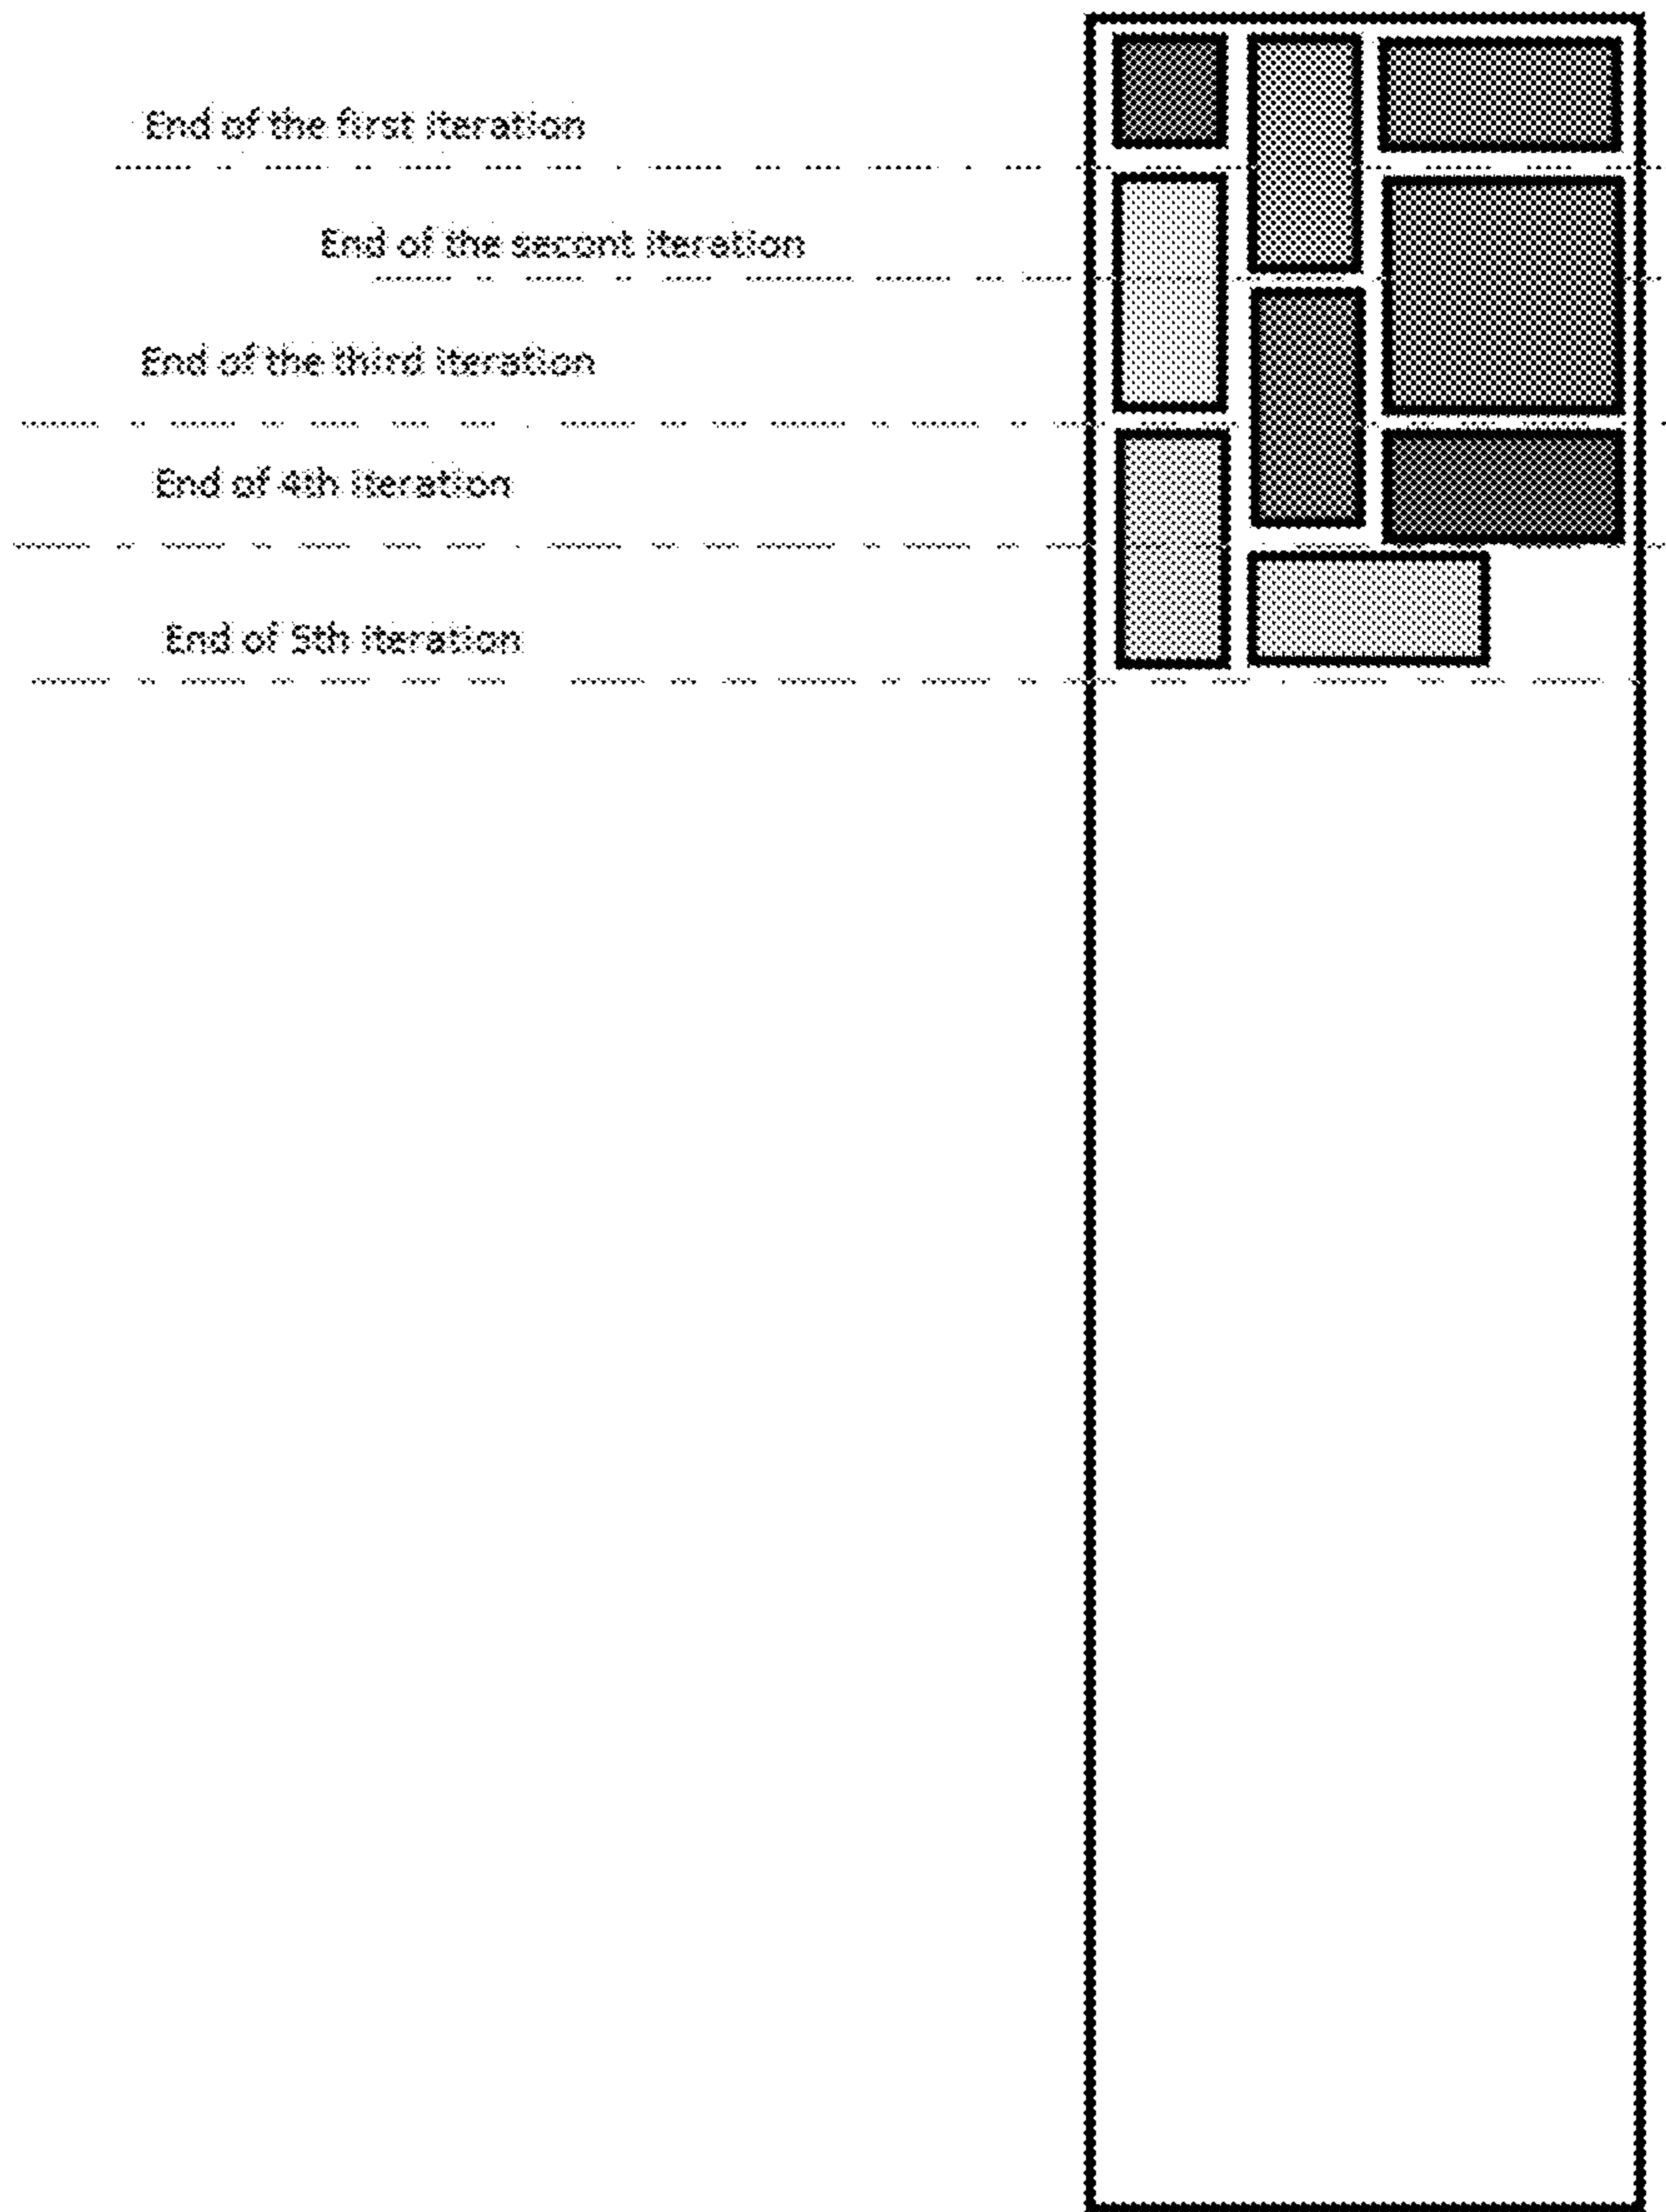 End of the first iteration
End of the secont iteration
End of the third iteration
End of 4th iteration
End of 5th iteration